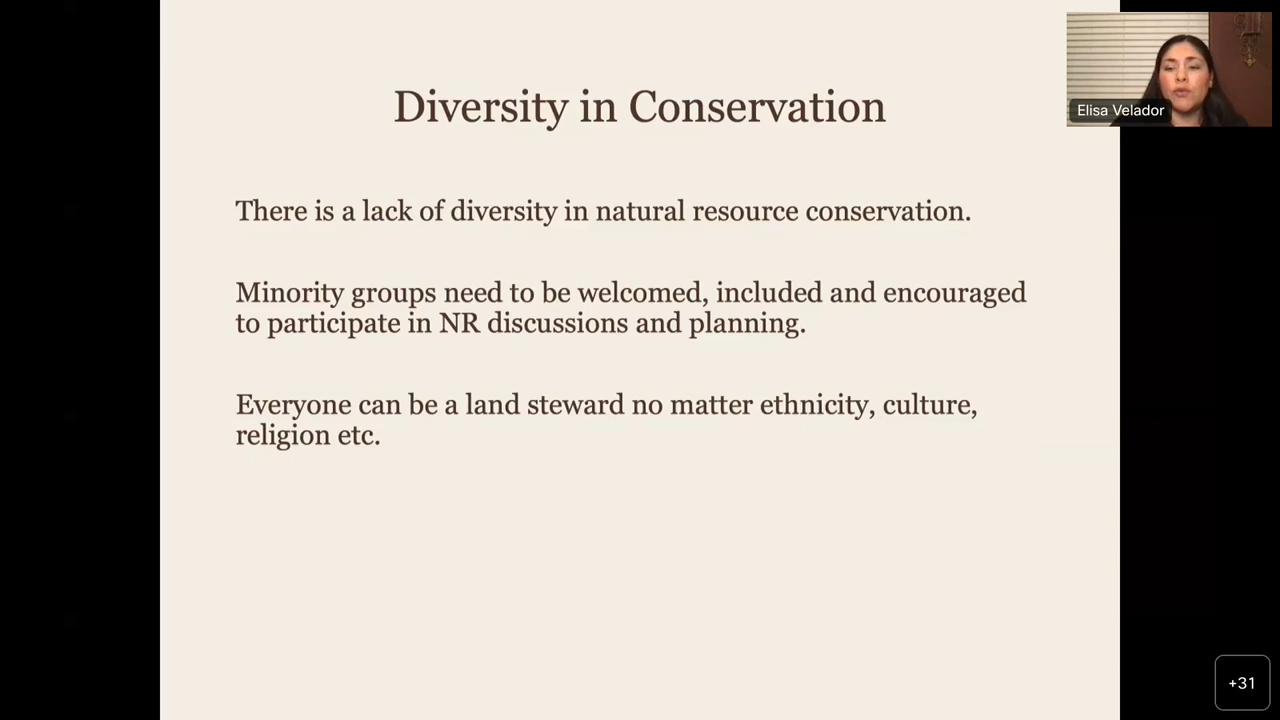 Diversity in Conservation
Elisa Velador
There is a lack of diversity in natural resource conservation.
Minority groups need to be welcomed, included and encouraged
to participate in NR discussions and planning.
Everyone can be a land steward no matter ethnicity, culture,
religion etc.
+31